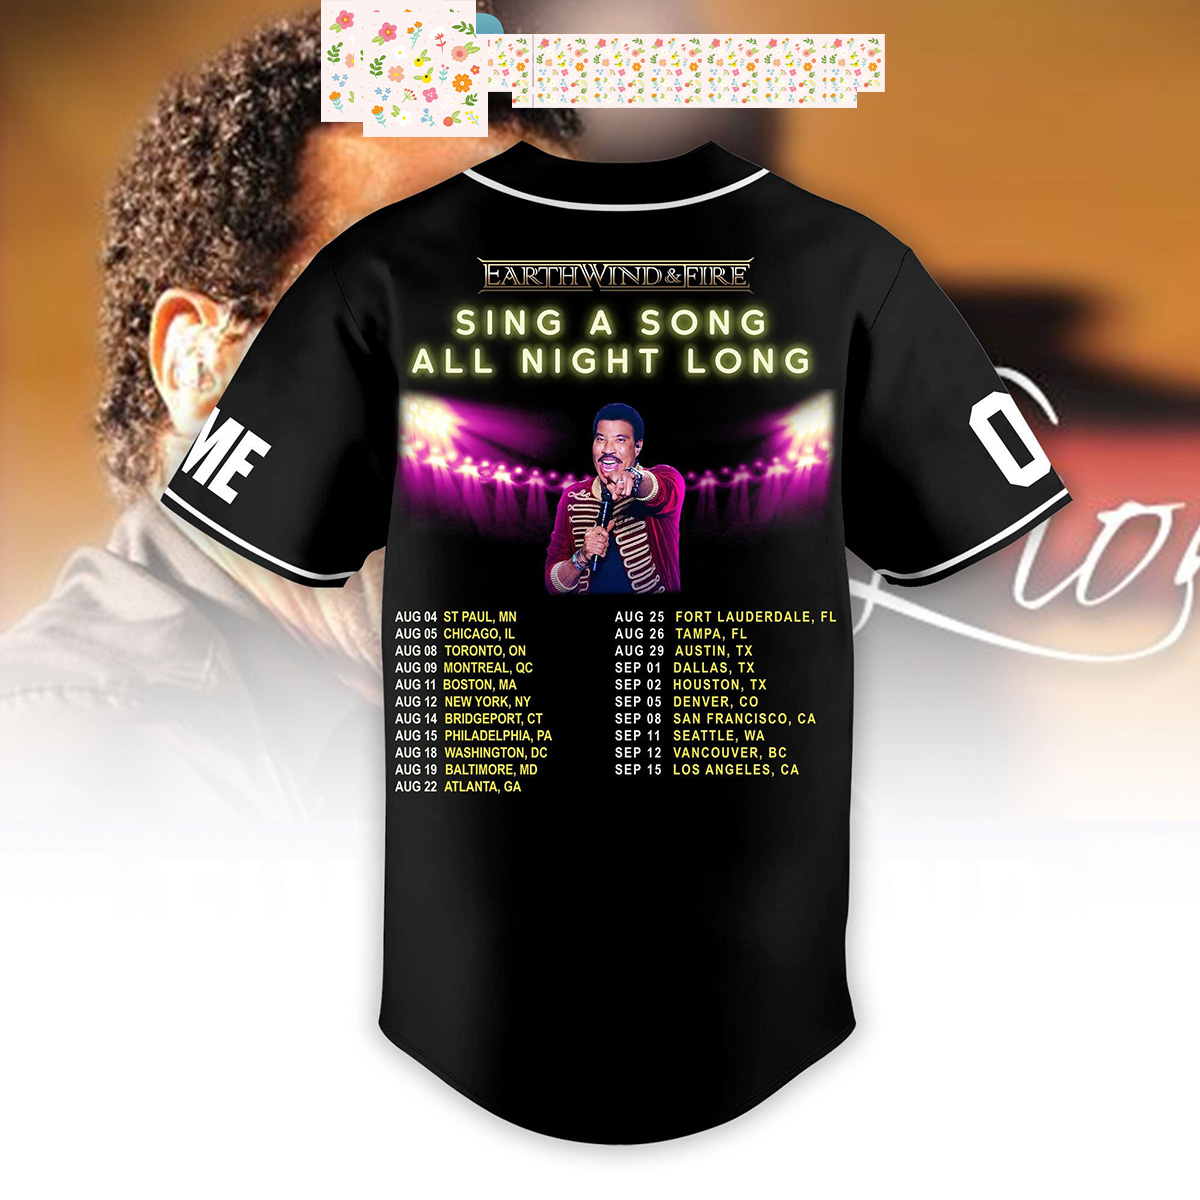 EARTH WIND & FIRE
SING A SONG
ALL NIGHT LONG
ME
0
AUG 04 ST PAUL, MN
AUG 05 CHICAGO, IL
AUG 08 TORONTO, ON
AUG 09 MONTREAL, QC
AUG 11 BOSTON, MA
AUG 12 NEW YORK, NY
AUG 14 BRIDGEPORT, CT
AUG 15 PHILADELPHIA, PA
AUG 18 WASHINGTON, DC
AUG 19 BALTIMORE, MD
AUG 22 ATLANTA, GA
AUG 25 FORT LAUDERDALE, FL
AUG 26 TAMPA, FL
AUG 29 AUSTIN, TX
SEP 01 DALLAS, TX
SEP 02 HOUSTON, TX
SEP 05 DENVER, CO
SEP 08 SAN FRANCISCO, CA
SEP 11 SEATTLE, WA
SEP 12 VANCOUVER, BC
SEP 15 LOS ANGELES, CA